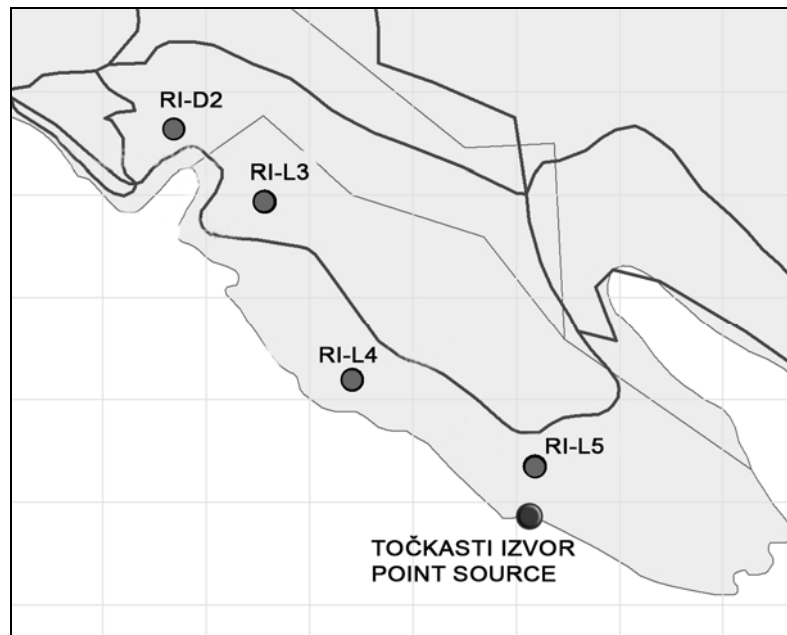 RI-D2
RI-L3
RI-L4
RI-L5
TOČKASTI IZVOR
POINT SOURCE